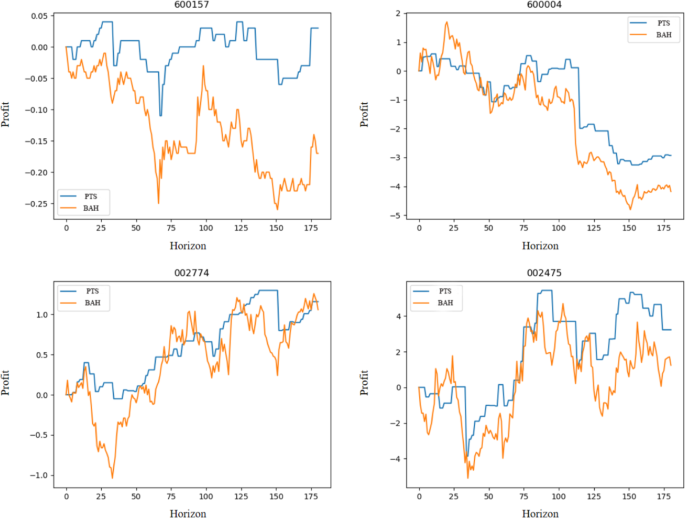 600157
0.05
0.00
−0.05
−0.10
−0.15
−0.20
−0.25
Profit
PTS
BAH
0 25 50 75 100 125 150 175
Horizon
600004
2
1
0
−1
−2
−3
−4
−5
Profit
PTS
BAH
0 25 50 75 100 125 150 175
Horizon
002774
1.0
0.5
0.0
−0.5
−1.0
Profit
PTS
BAH
0 25 50 75 100 125 150 175
Horizon
002475
4
2
0
−2
−4
Profit
PTS
BAH
0 25 50 75 100 125 150 175
Horizon